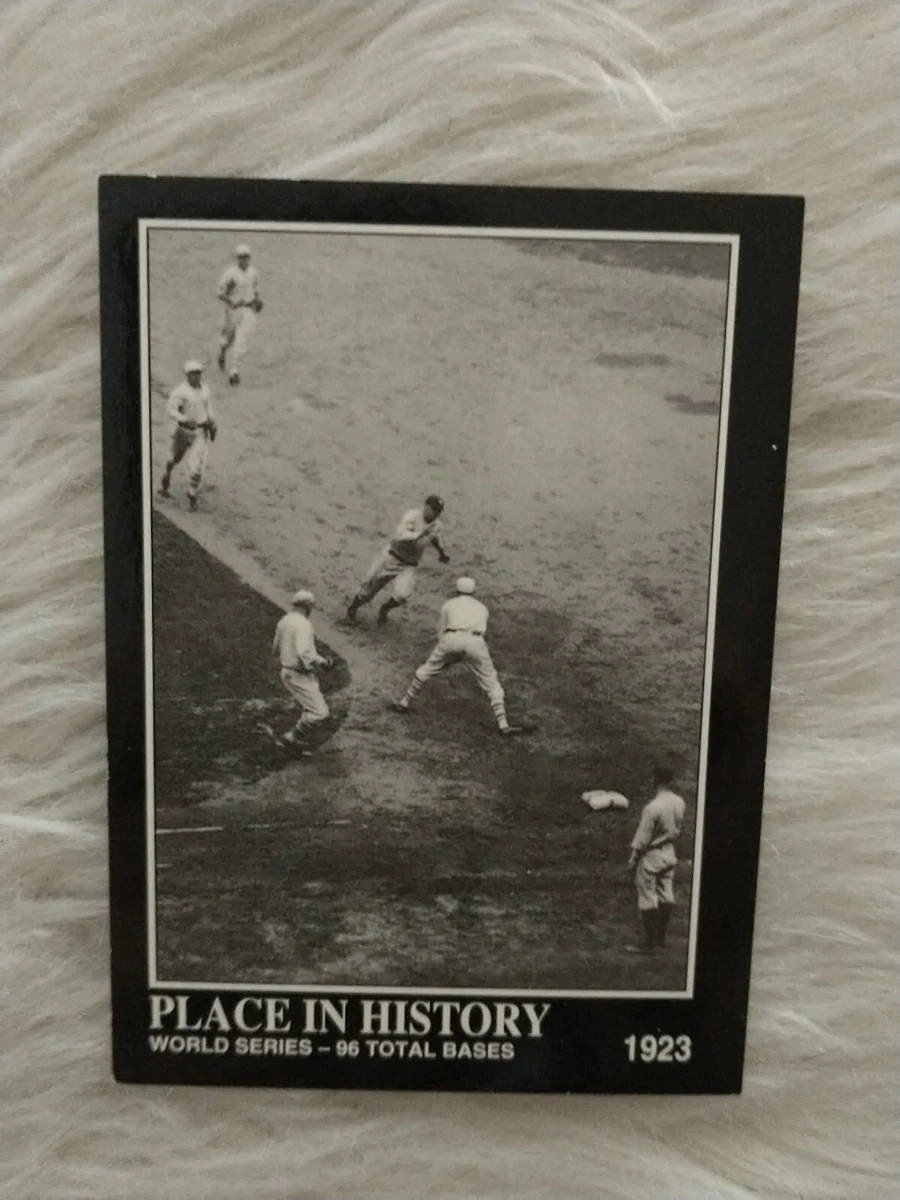 PLACE IN HISTORY
WORLD SERIES – 96 TOTAL BASES
1923